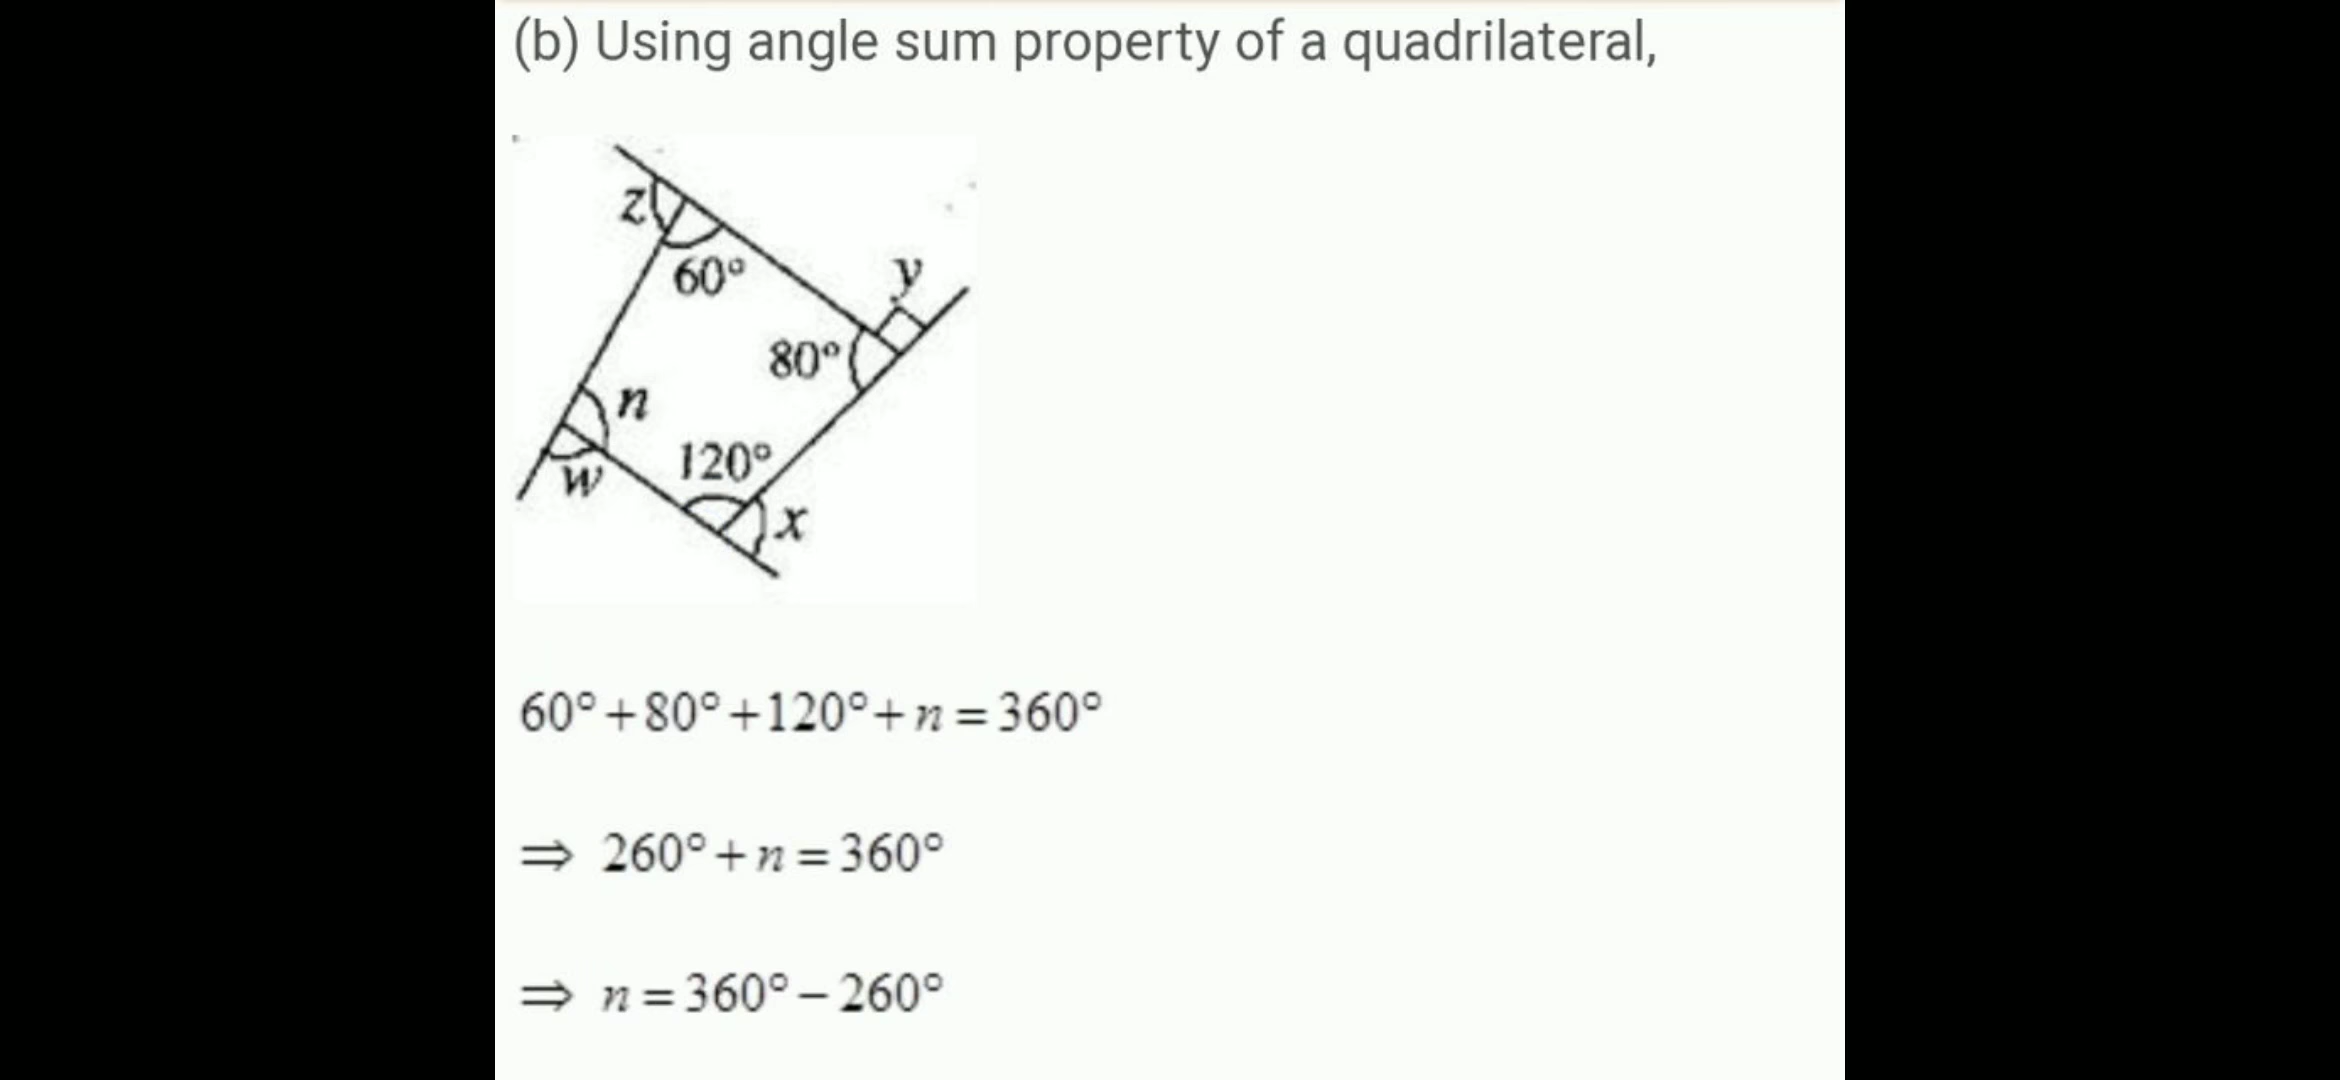 (b) Using angle sum property of a quadrilateral,
z
60°
y
80°
n
120°
w
x
60°+80°+120°+n=360°
⇒ 260°+n=360°
⇒ n=360°−260°